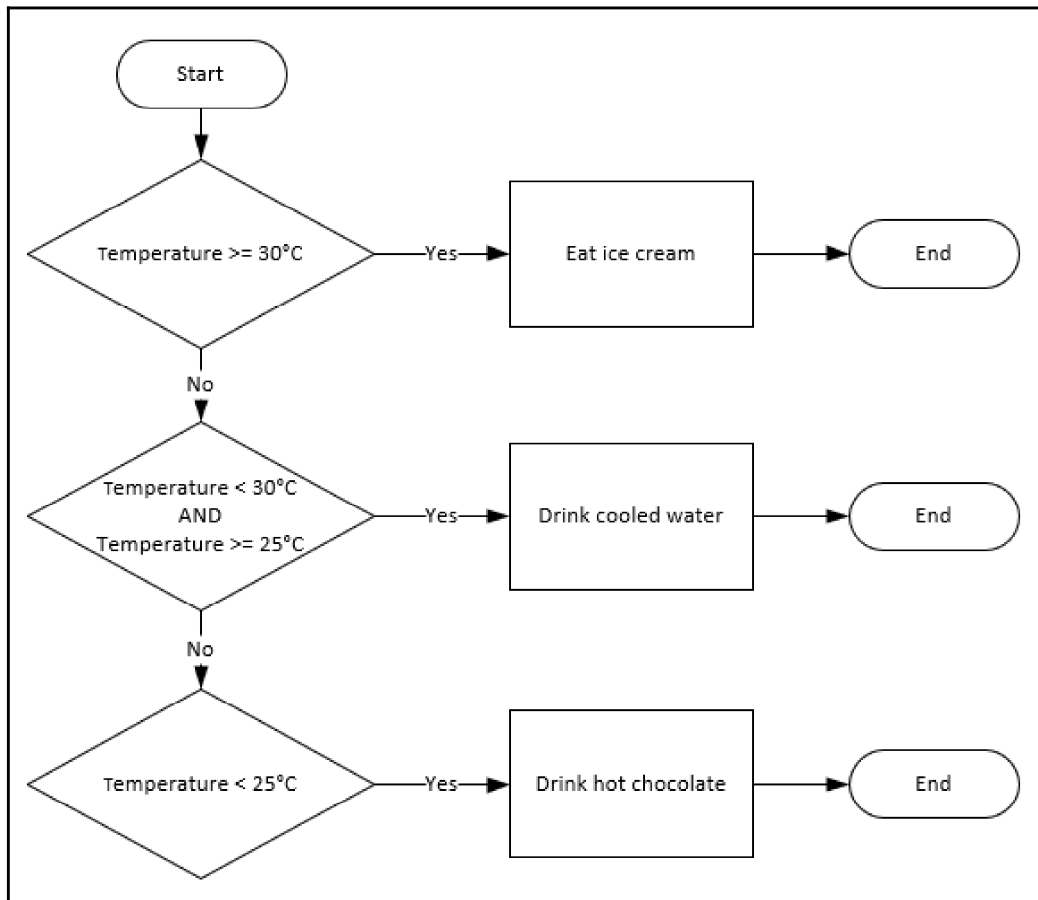 Start
Temperature >= 30°C
Yes
Eat ice cream
End
No
Temperature < 30°C
AND
Temperature >= 25°C
Yes
Drink cooled water
End
No
Temperature < 25°C
Yes
Drink hot chocolate
End